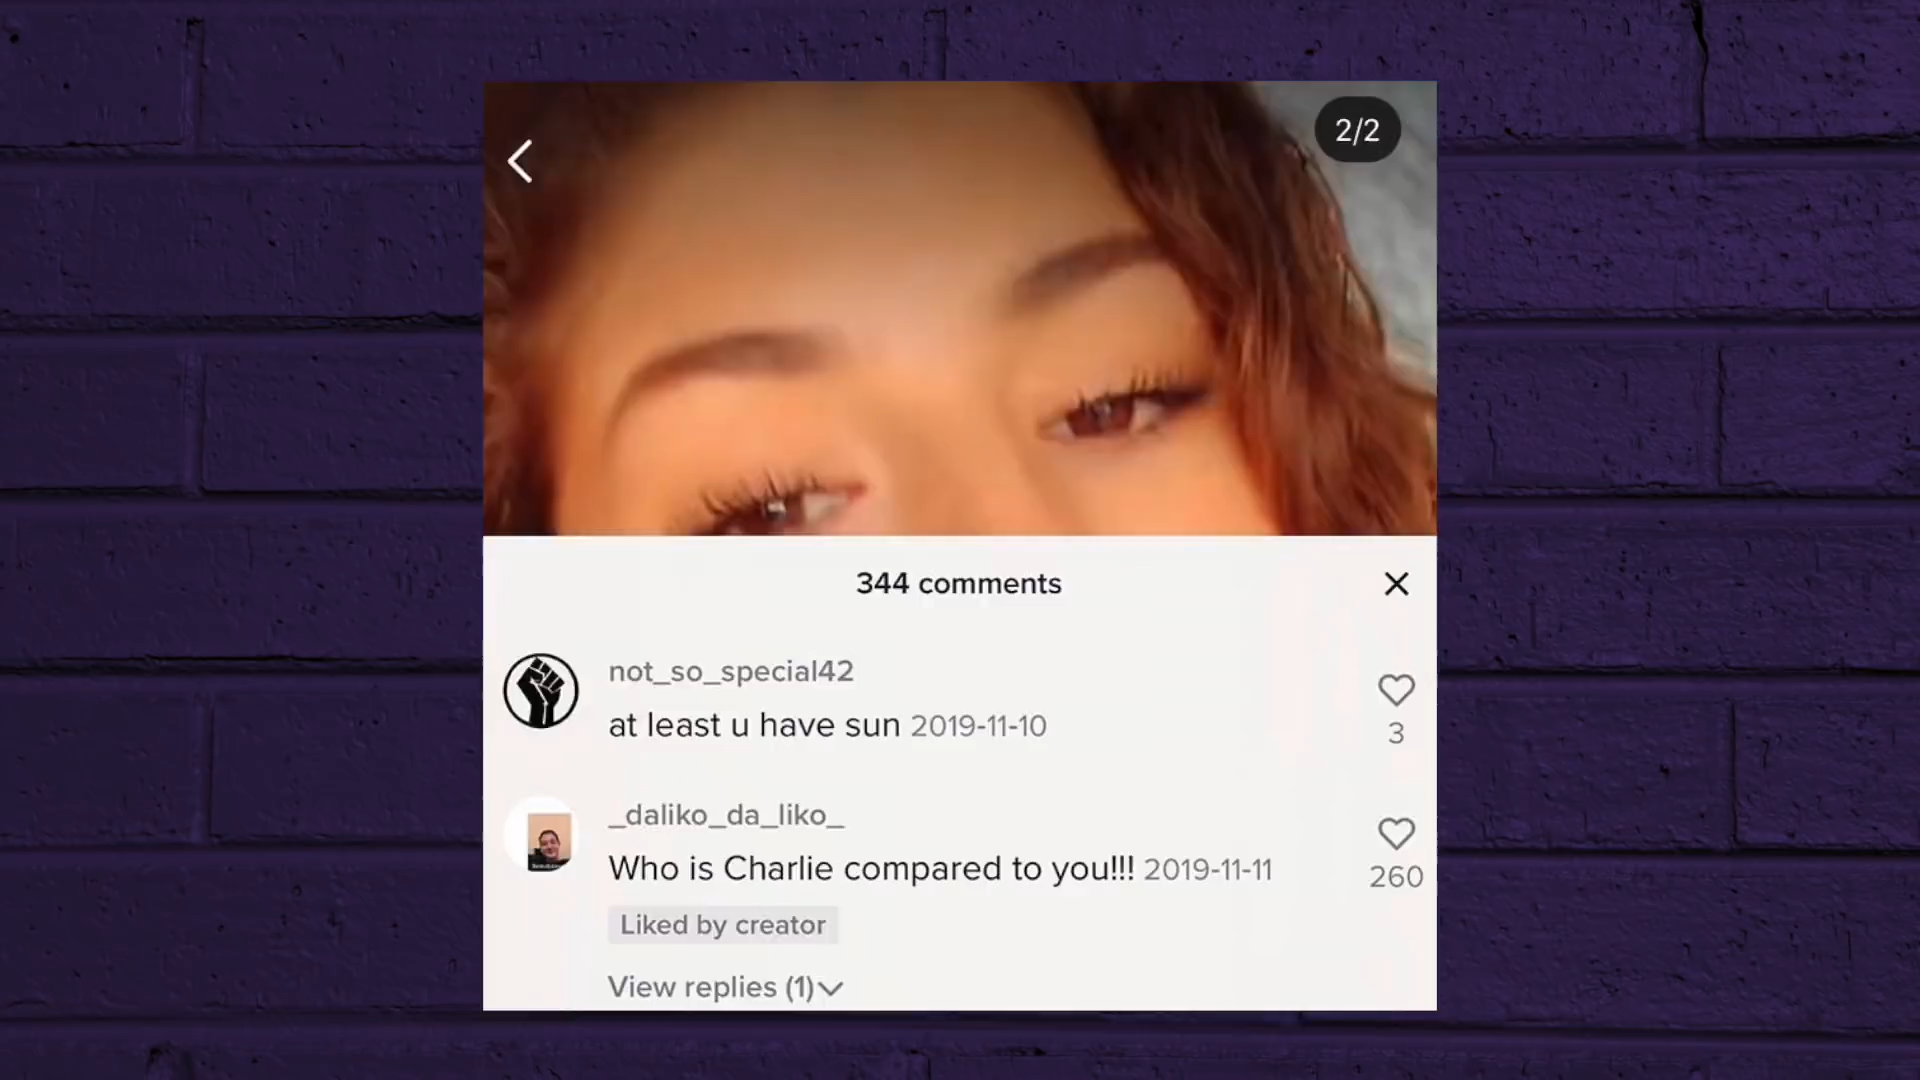 2/2
344 comments
not_so_special42
at least u have sun 2019-11-10
3
_daliko_da_liko_
Who is Charlie compared to you!!! 2019-11-11
260
Liked by creator
View replies (1)